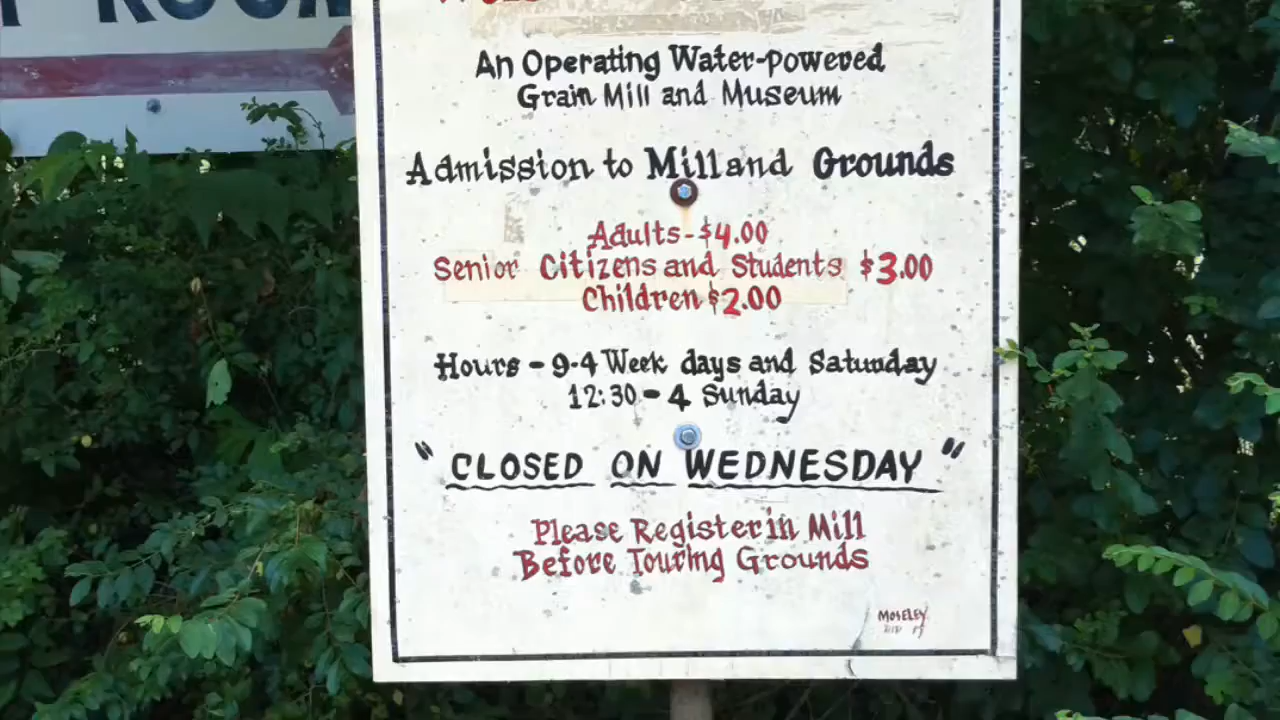 ROOM
An Operating Water-powered
Grain Mill and Museum
Admission to Mill and Grounds
Adults-$4.00
Senior Citizens and Students $3.00
Children $2.00
Hours - 9-4 Week days and Saturday
12:30-4 Sunday
"CLOSED ON WEDNESDAY"
Please Register in Mill
Before Touring Grounds
MOSELEY